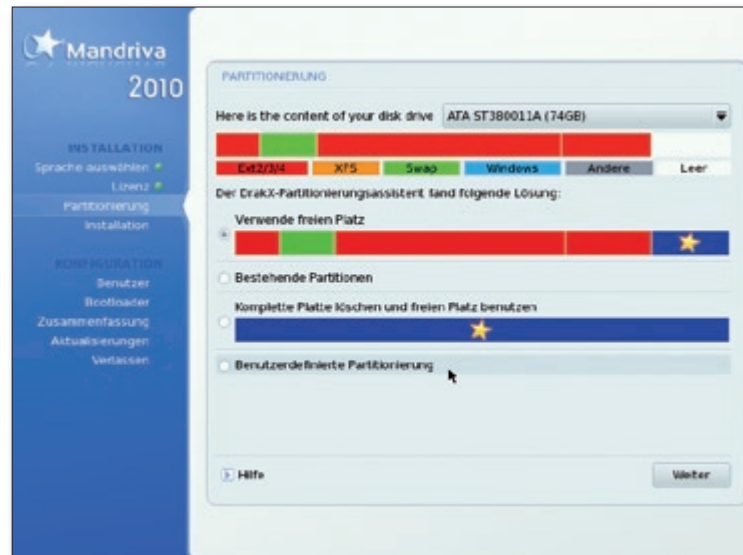 Mandriva
2010
INSTALLATION
Sprache auswählen
Lizenz
Partitionierung
Installation
KONFIGURATION
Benutzer
Bootloader
Zusammenfassung
Aktualisierungen
Verlassen
PARTITIONIERUNG
Here is the content of your disk drive ATA ST380011A (74GB)
Ext2/3/4 XFS Swap Windows Andere Leer
Der DrakX-Partitionierungsassistent fand folgende Lösung:
Verwende freien Platz
Bestehende Partitionen
Komplette Platte löschen und freien Platz benutzen
Benutzerdefinierte Partitionierung
Hilfe
Weiter